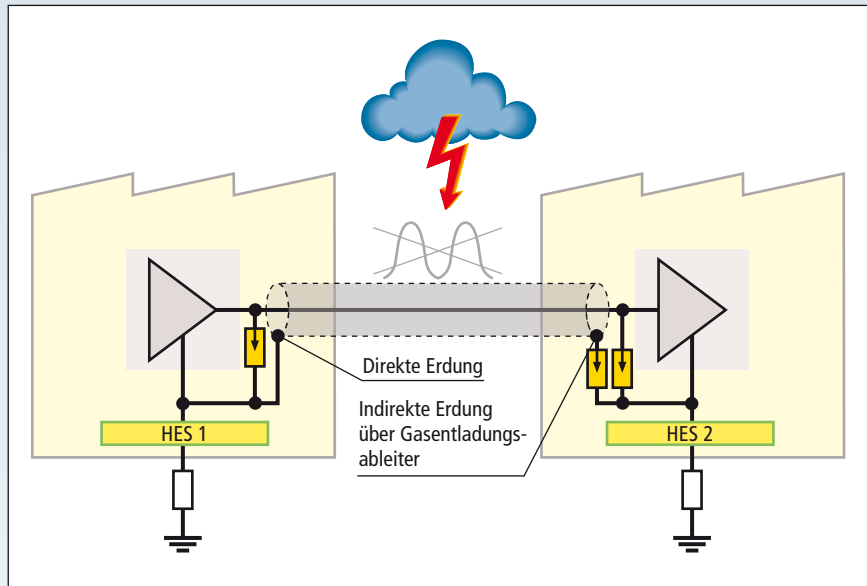 Direkte Erdung
Indirekte Erdung
über Gasentladungs-
ableiter
HES 1
HES 2